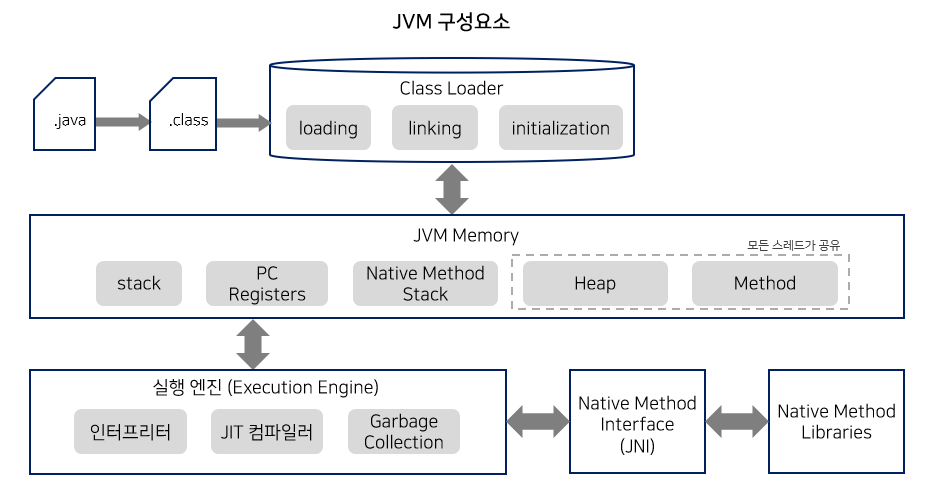 JVM 구성요소
.java
.class
Class Loader
loading
linking
initialization
JVM Memory
모든 스레드가 공유
stack
PC
Registers
Native Method
Stack
Heap
Method
실행 엔진 (Execution Engine)
인터프리터
JIT 컴파일러
Garbage
Collection
Native Method
Interface
(JNI)
Native Method
Libraries